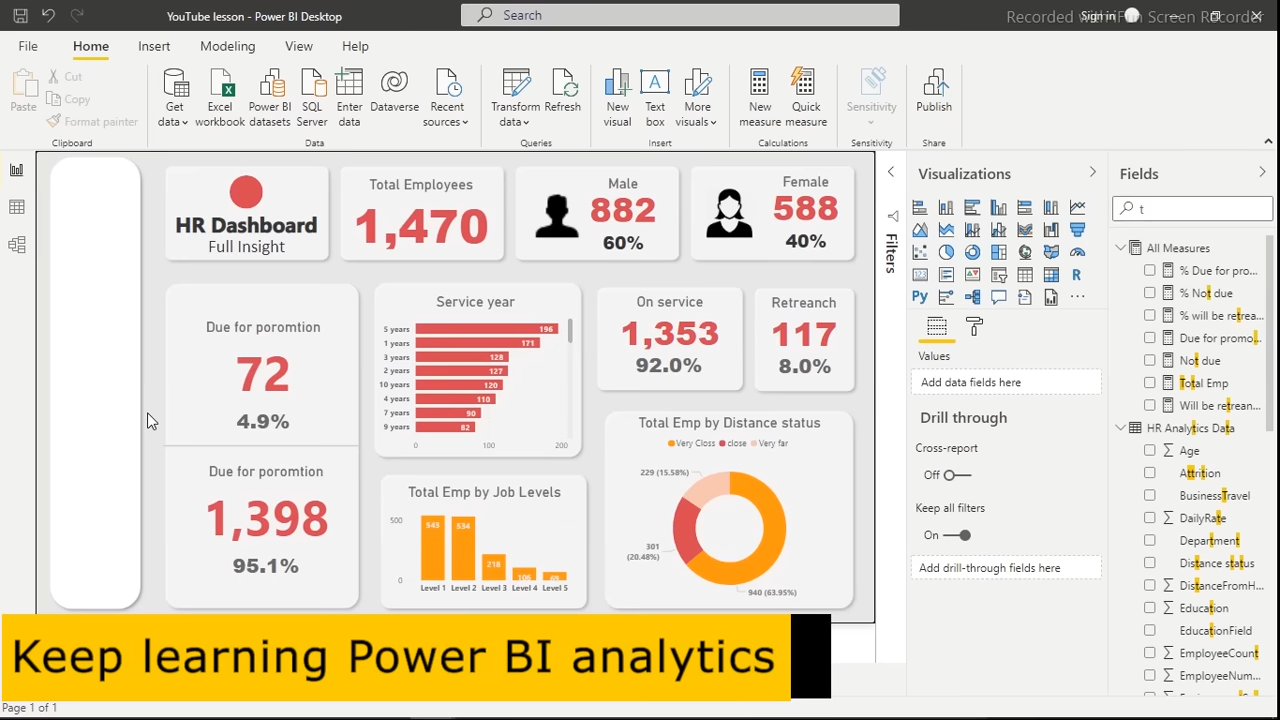 YouTube lesson - Power BI Desktop
Search
Recorded with iFun Screen Recorder
Sign in
File
Home
Insert
Modeling
View
Help
Paste
Cut
Copy
Format painter
Clipboard
Get data
Excel workbook
Power BI datasets
SQL Server
Enter data
Dataverse
Recent sources
Data
Transform data
Refresh
Queries
New visual
Text box
More visuals
Insert
New measure
Quick measure
Calculations
Sensitivity
Sensitivity
Publish
Share
HR Dashboard
Full Insight
Total Employees
1,470
Male
882
60%
Female
588
40%
Due for poromtion
72
4.9%
Due for poromtion
1,398
95.1%
Service year
5 years 196
1 years 171
3 years 128
2 years 127
10 years 120
4 years 110
7 years 90
9 years 82
0 100 200
On service
1,353
92.0%
Retreanch
117
8.0%
Total Emp by Job Levels
500
0
543
534
218
106
69
Level 1 Level 2 Level 3 Level 4 Level 5
Total Emp by Distance status
Very Closs close Very far
229 (15.58%)
301
(20.48%)
940 (63.95%)
Filters
Visualizations
R
Py
Values
Add data fields here
Drill through
Cross-report
Off
Keep all filters
On
Add drill-through fields here
Fields
t
All Measures
% Due for pro...
% Not due
% will be retrea...
Due for promo...
Not due
Total Emp
Will be retrean...
HR Analytics Data
Age
Attrition
BusinessTravel
DailyRate
Department
Distance status
DistanceFromH...
Education
EducationField
EmployeeCount
EmployeeNum...
Keep learning Power BI analytics
Page 1 of 1